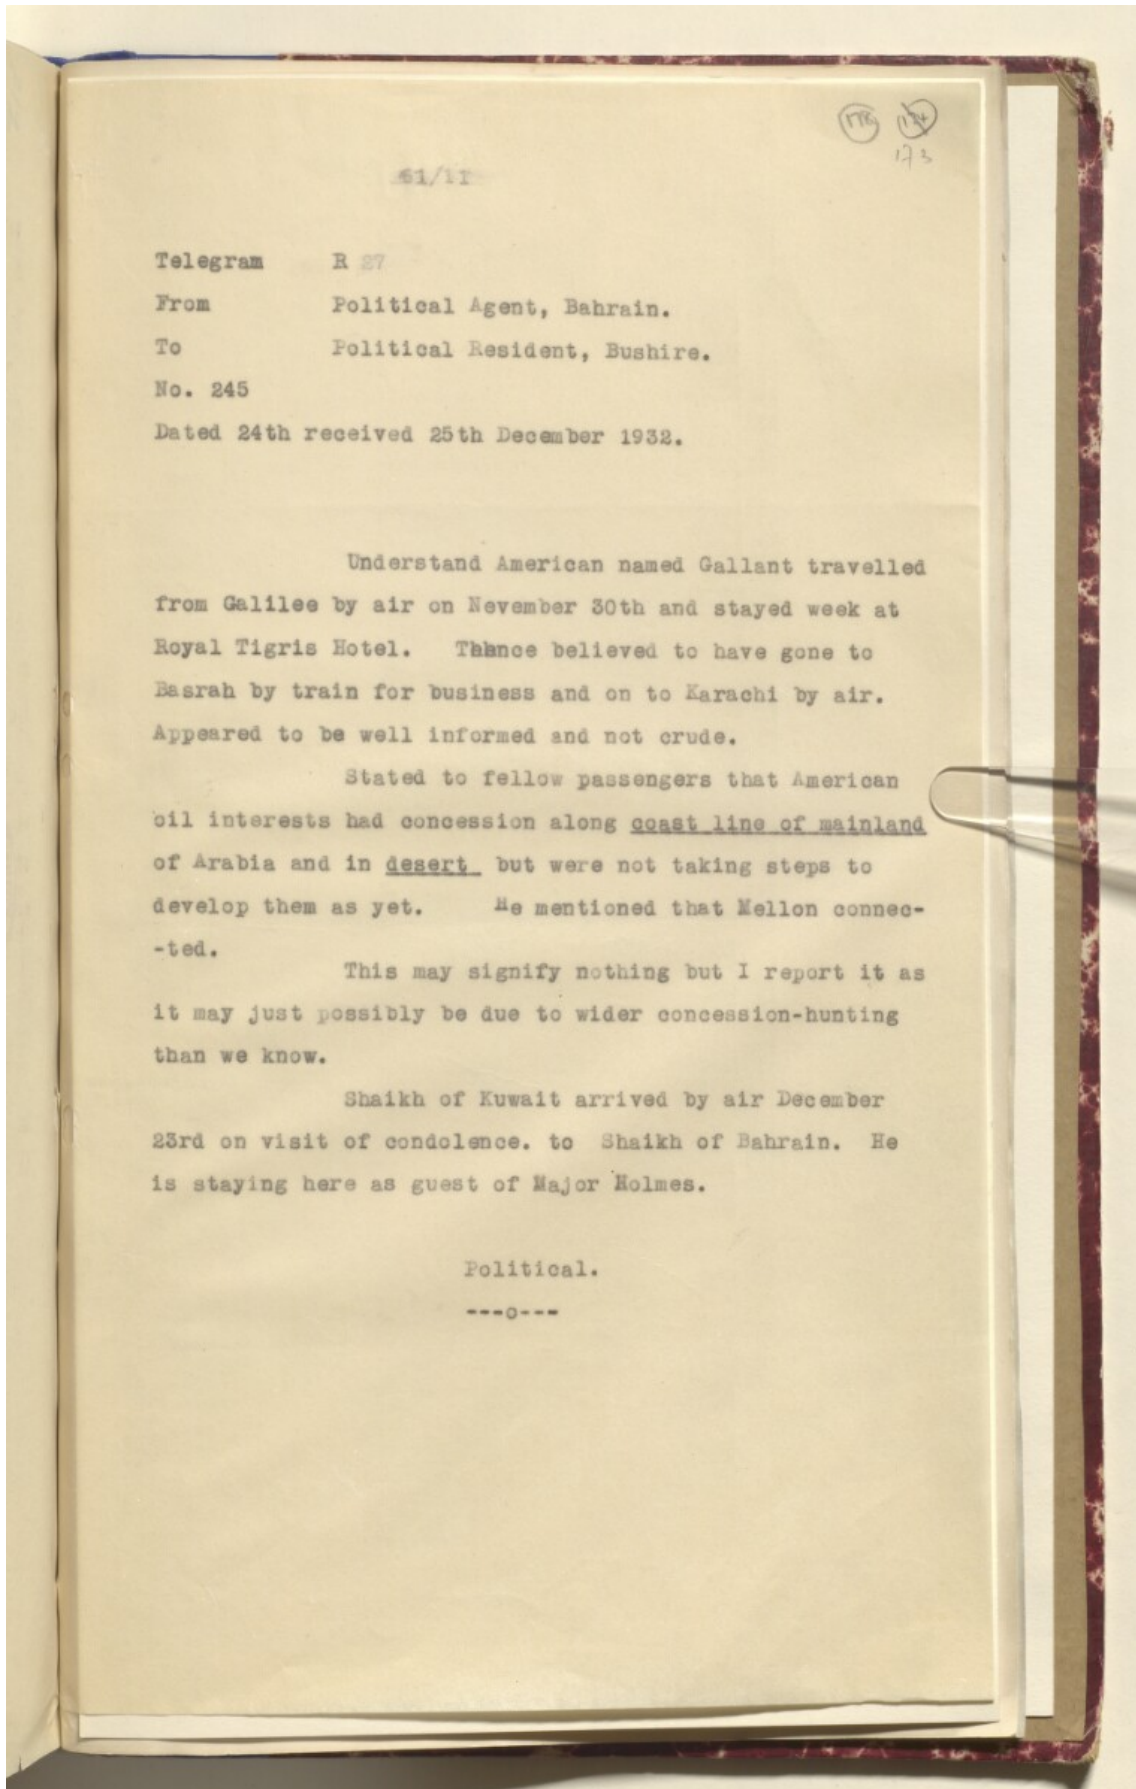 178 174
173
61/11
Telegram R 27
From Political Agent, Bahrain.
To Political Resident, Bushire.
No. 245
Dated 24th received 25th December 1932.
Understand American named Gallant travelled
from Galilee by air on Nevember 30th and stayed week at
Royal Tigris Hotel. Thence believed to have gone to
Basrah by train for business and on to Karachi by air.
Appeared to be well informed and not crude.
Stated to fellow passengers that American
oil interests had concession along coast line of mainland
of Arabia and in desert but were not taking steps to
develop them as yet. He mentioned that Mellon connec-
-ted.
This may signify nothing but I report it as
it may just possibly be due to wider concession-hunting
than we know.
Shaikh of Kuwait arrived by air December
23rd on visit of condolence. to Shaikh of Bahrain. He
is staying here as guest of Major Holmes.
Political.
---o---